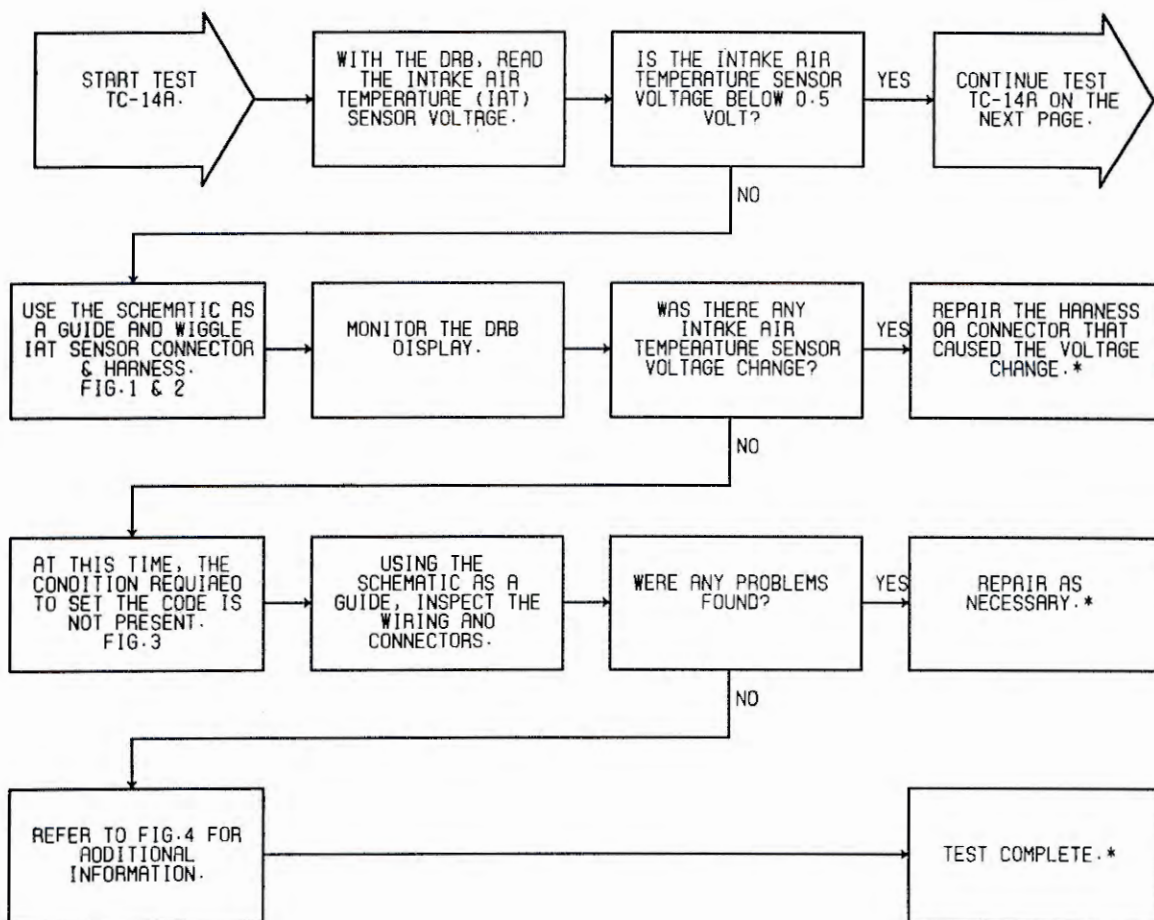 START TEST
TC-14A.
WITH THE DRB, READ
THE INTAKE AIR
TEMPERATURE (IAT)
SENSOR VOLTAGE.
IS THE INTAKE AIR
TEMPERATURE SENSOR
VOLTAGE BELOW 0.5
VOLT?
YES
CONTINUE TEST
TC-14A ON THE
NEXT PAGE.
NO
USE THE SCHEMATIC AS
A GUIDE AND WIGGLE
IAT SENSOR CONNECTOR
& HARNESS.
FIG.1 & 2
MONITOR THE DRB
DISPLAY.
WAS THERE ANY
INTAKE AIR
TEMPERATURE SENSOR
VOLTAGE CHANGE?
YES
REPAIR THE HARNESS
OR CONNECTOR THAT
CAUSED THE VOLTAGE
CHANGE.*
NO
AT THIS TIME, THE
CONDITION REQUIRED
TO SET THE CODE IS
NOT PRESENT.
FIG.3
USING THE
SCHEMATIC AS A
GUIDE, INSPECT THE
WIRING AND
CONNECTORS.
WERE ANY PROBLEMS
FOUND?
YES
REPAIR AS
NECESSARY.*
NO
REFER TO FIG.4 FOR
ADDITIONAL
INFORMATION.
TEST COMPLETE.*